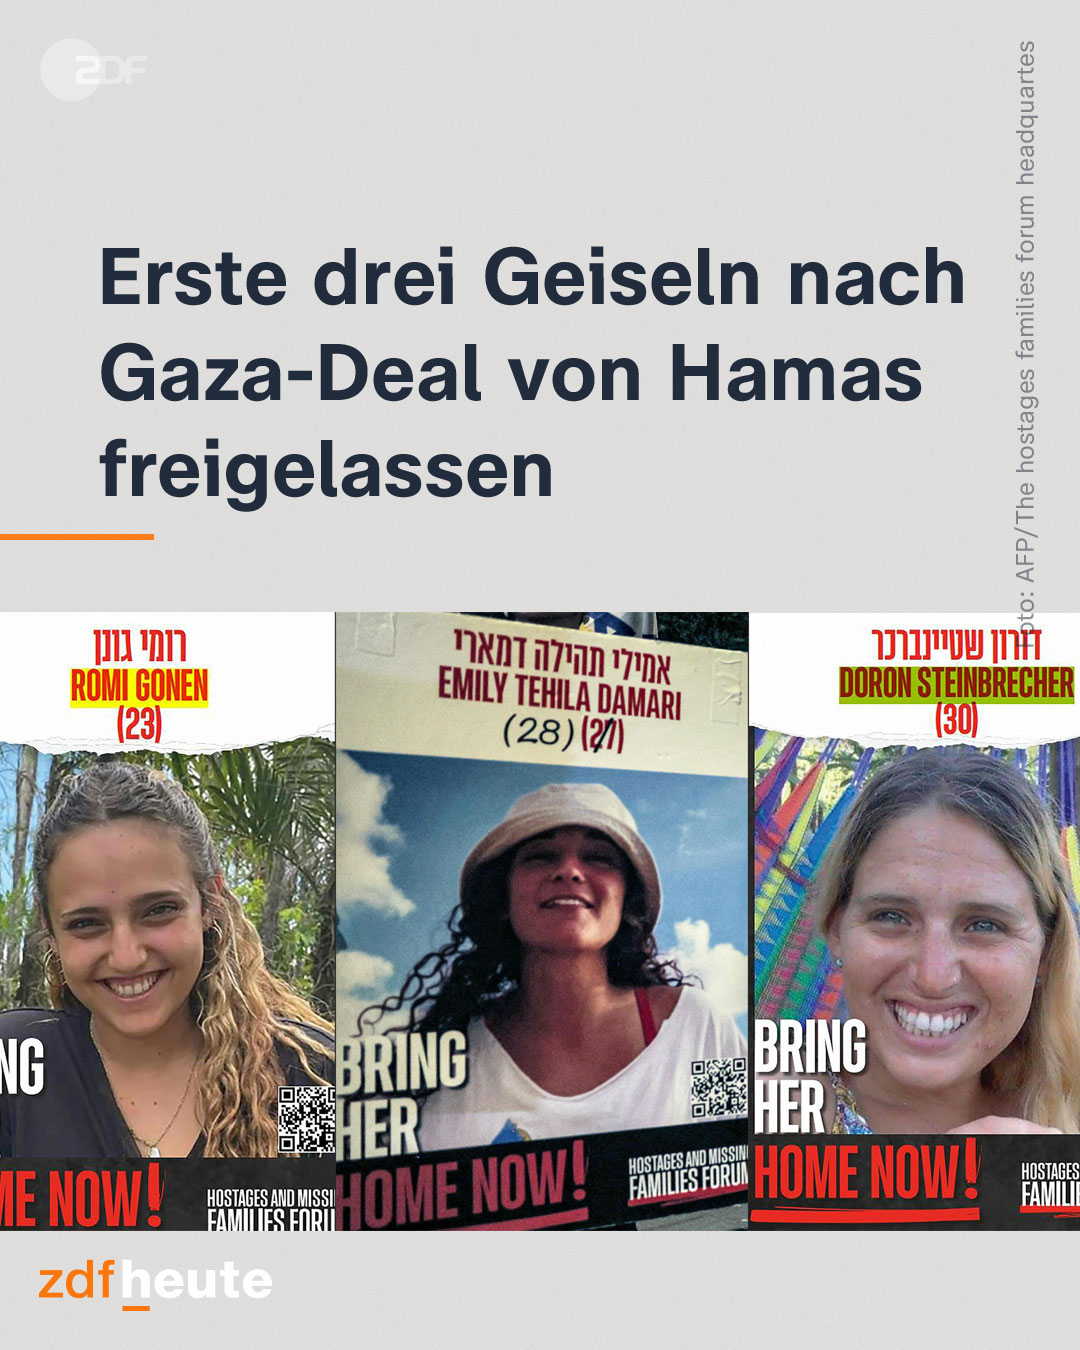 ZDF
Erste drei Geiseln nach
Gaza-Deal von Hamas
freigelassen
Foto: AFP/The hostages families forum headquartes
רומי גונן
ROMI GONEN
(23)
NG
ME NOW!
HOSTAGES AND MISSI
FAMILIES FORU
אמילי תהילה דמארי
EMILY TEHILA DAMARI
(28) (27)
BRING
HER
HOME NOW!
HOSTAGES AND MISSIN
FAMILIES FORUM
דורון שטיינברכר
DORON STEINBRECHER
(30)
BRING
HER
HOME NOW!
HOSTAGES
FAMILI
zdfheute